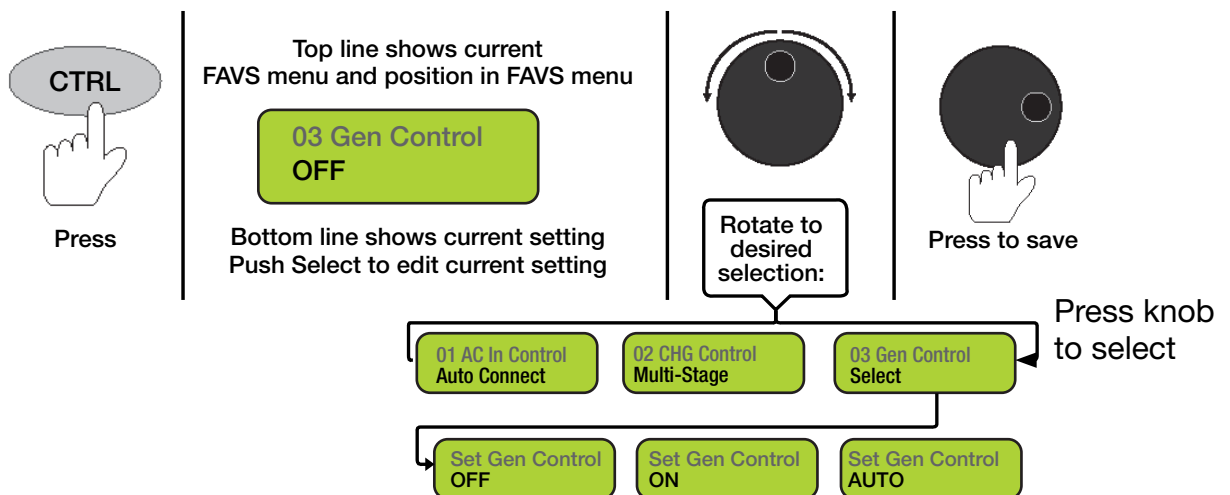 CTRL
Press
Top line shows current
FAVS menu and position in FAVS menu
03 Gen Control
OFF
Bottom line shows current setting
Push Select to edit current setting
Rotate to
desired
selection:
Press to save
Press knob
to select
01 AC In Control
Auto Connect
02 CHG Control
Multi-Stage
03 Gen Control
Select
Set Gen Control
OFF
Set Gen Control
ON
Set Gen Control
AUTO